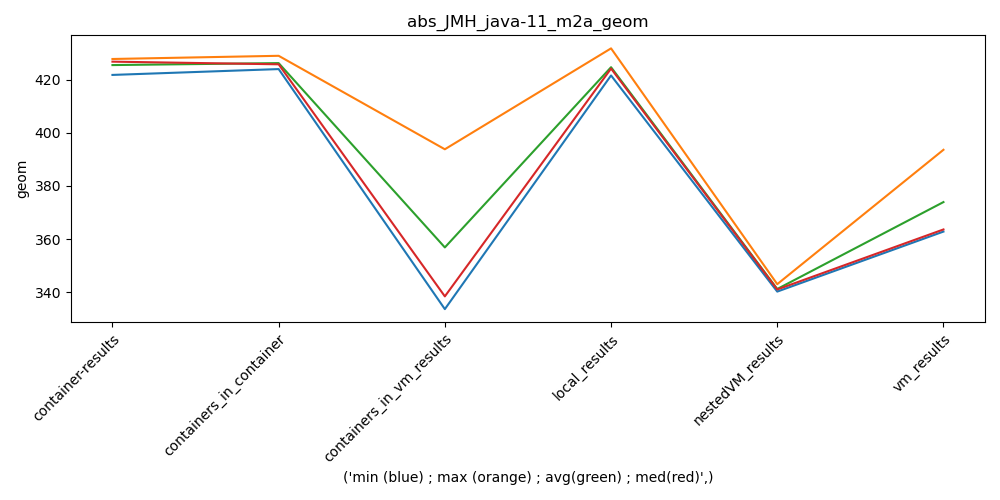 abs_JMH_java-11_m2a_geom
420
400
380
360
340
geom
container-results
containers_in_container
containers_in_vm_results
local_results
nestedVM_results
vm_results
('min (blue) ; max (orange) ; avg(green) ; med(red)',)